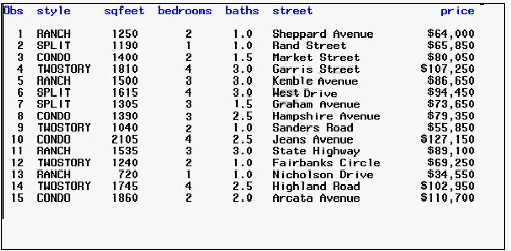 Obs style sqfeet bedrooms baths street price
1 RANCH 1250 2 1.0 Sheppard Avenue $64,000
2 SPLIT 1190 1 1.0 Rand Street $65,850
3 CONDO 1400 2 1.5 Market Street $80,050
4 TWOSTORY 1810 4 3.0 Garris Street $107,250
5 RANCH 1500 3 3.0 Kemble Avenue $86,650
6 SPLIT 1615 4 3.0 West Drive $94,450
7 SPLIT 1305 3 1.5 Graham Avenue $73,650
8 CONDO 1390 3 2.5 Hampshire Avenue $79,350
9 TWOSTORY 1040 2 1.0 Sanders Road $55,850
10 CONDO 2105 4 2.5 Jeans Avenue $127,150
11 RANCH 1535 3 3.0 State Highway $89,100
12 TWOSTORY 1240 2 1.0 Fairbanks Circle $69,250
13 RANCH 720 1 1.0 Nicholson Drive $34,550
14 TWOSTORY 1745 4 2.5 Highland Road $102,950
15 CONDO 1860 2 2.0 Arcata Avenue $110,700